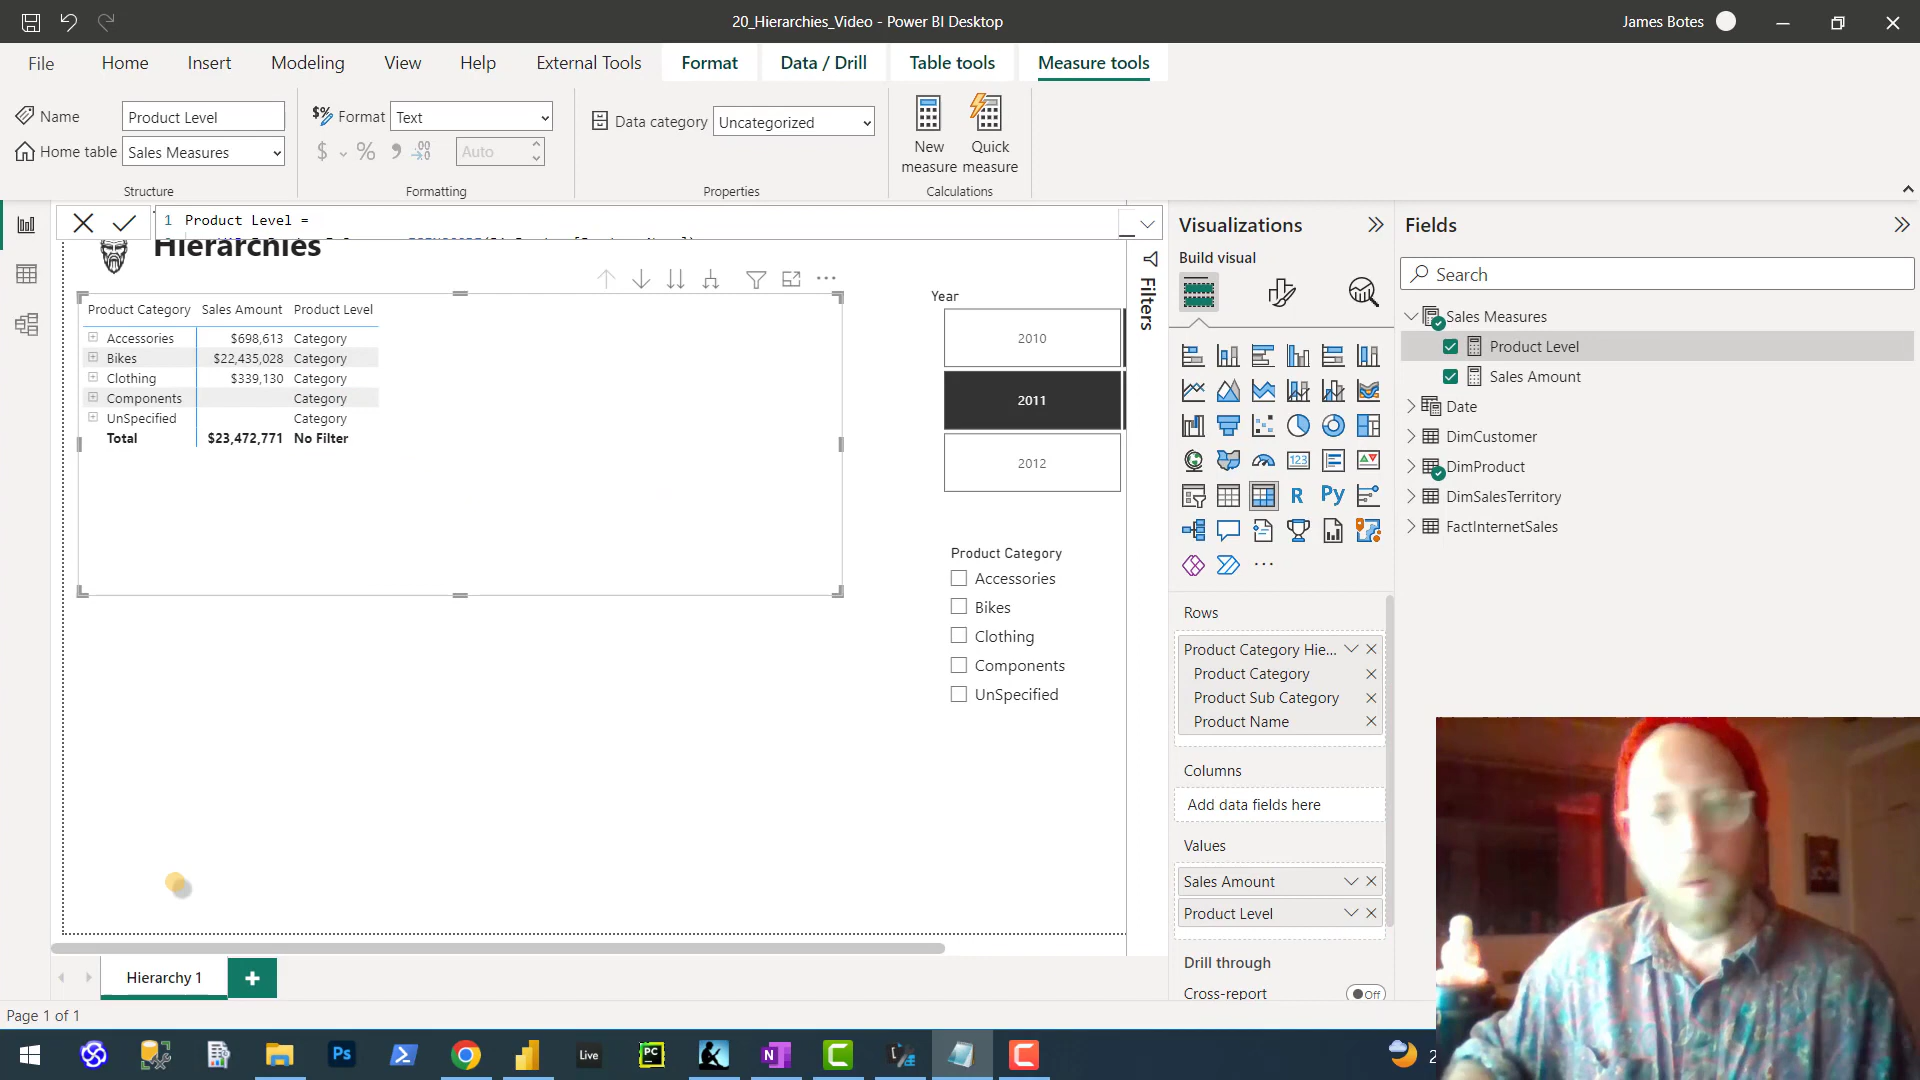 20_Hierarchies_Video - Power BI Desktop
James Botes
File Home Insert Modeling View Help External Tools Format Data / Drill Table tools Measure tools
Name Product Level
Home table Sales Measures
Structure
Format Text
$ % Auto
Formatting
Data category Uncategorized
Properties
New measure
Quick measure
Calculations
1 Product Level =
Hierarchies
Product Category Sales Amount Product Level
Accessories $698,613 Category
Bikes $22,435,028 Category
Clothing $339,130 Category
Components Category
UnSpecified Category
Total $23,472,771 No Filter
Year
2010
2011
2012
Product Category
Accessories
Bikes
Clothing
Components
UnSpecified
Filters
Visualizations
Build visual
123
R
Py
Rows
Product Category Hie...
Product Category
Product Sub Category
Product Name
Columns
Add data fields here
Values
Sales Amount
Product Level
Drill through
Cross-report Off
Fields
Search
Sales Measures
Product Level
Sales Amount
Date
DimCustomer
DimProduct
DimSalesTerritory
FactInternetSales
Hierarchy 1
Page 1 of 1
Ps
Live
PC
N
C
C
2